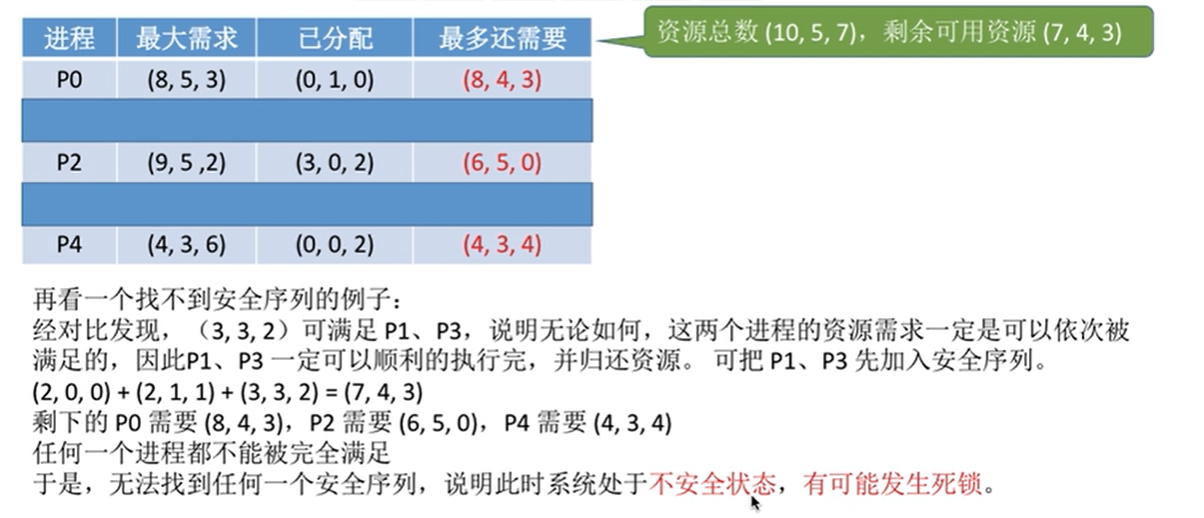 进程 最大需求 已分配 最多还需要
资源总数 (10, 5, 7)，剩余可用资源 (7, 4, 3)
P0 (8, 5, 3) (0, 1, 0) (8, 4, 3)
P2 (9, 5 ,2) (3, 0, 2) (6, 5, 0)
P4 (4, 3, 6) (0, 0, 2) (4, 3, 4)
再看一个找不到安全序列的例子：
经对比发现，（3, 3, 2）可满足 P1、P3，说明无论如何，这两个进程的资源需求一定是可以依次被
满足的，因此P1、P3 一定可以顺利的执行完，并归还资源。 可把 P1、P3 先加入安全序列。
(2, 0, 0) + (2, 1, 1) + (3, 3, 2) = (7, 4, 3)
剩下的 P0 需要 (8, 4, 3)，P2 需要 (6, 5, 0)，P4 需要 (4, 3, 4)
任何一个进程都不能被完全满足
于是，无法找到任何一个安全序列，说明此时系统处于不安全状态，有可能发生死锁。